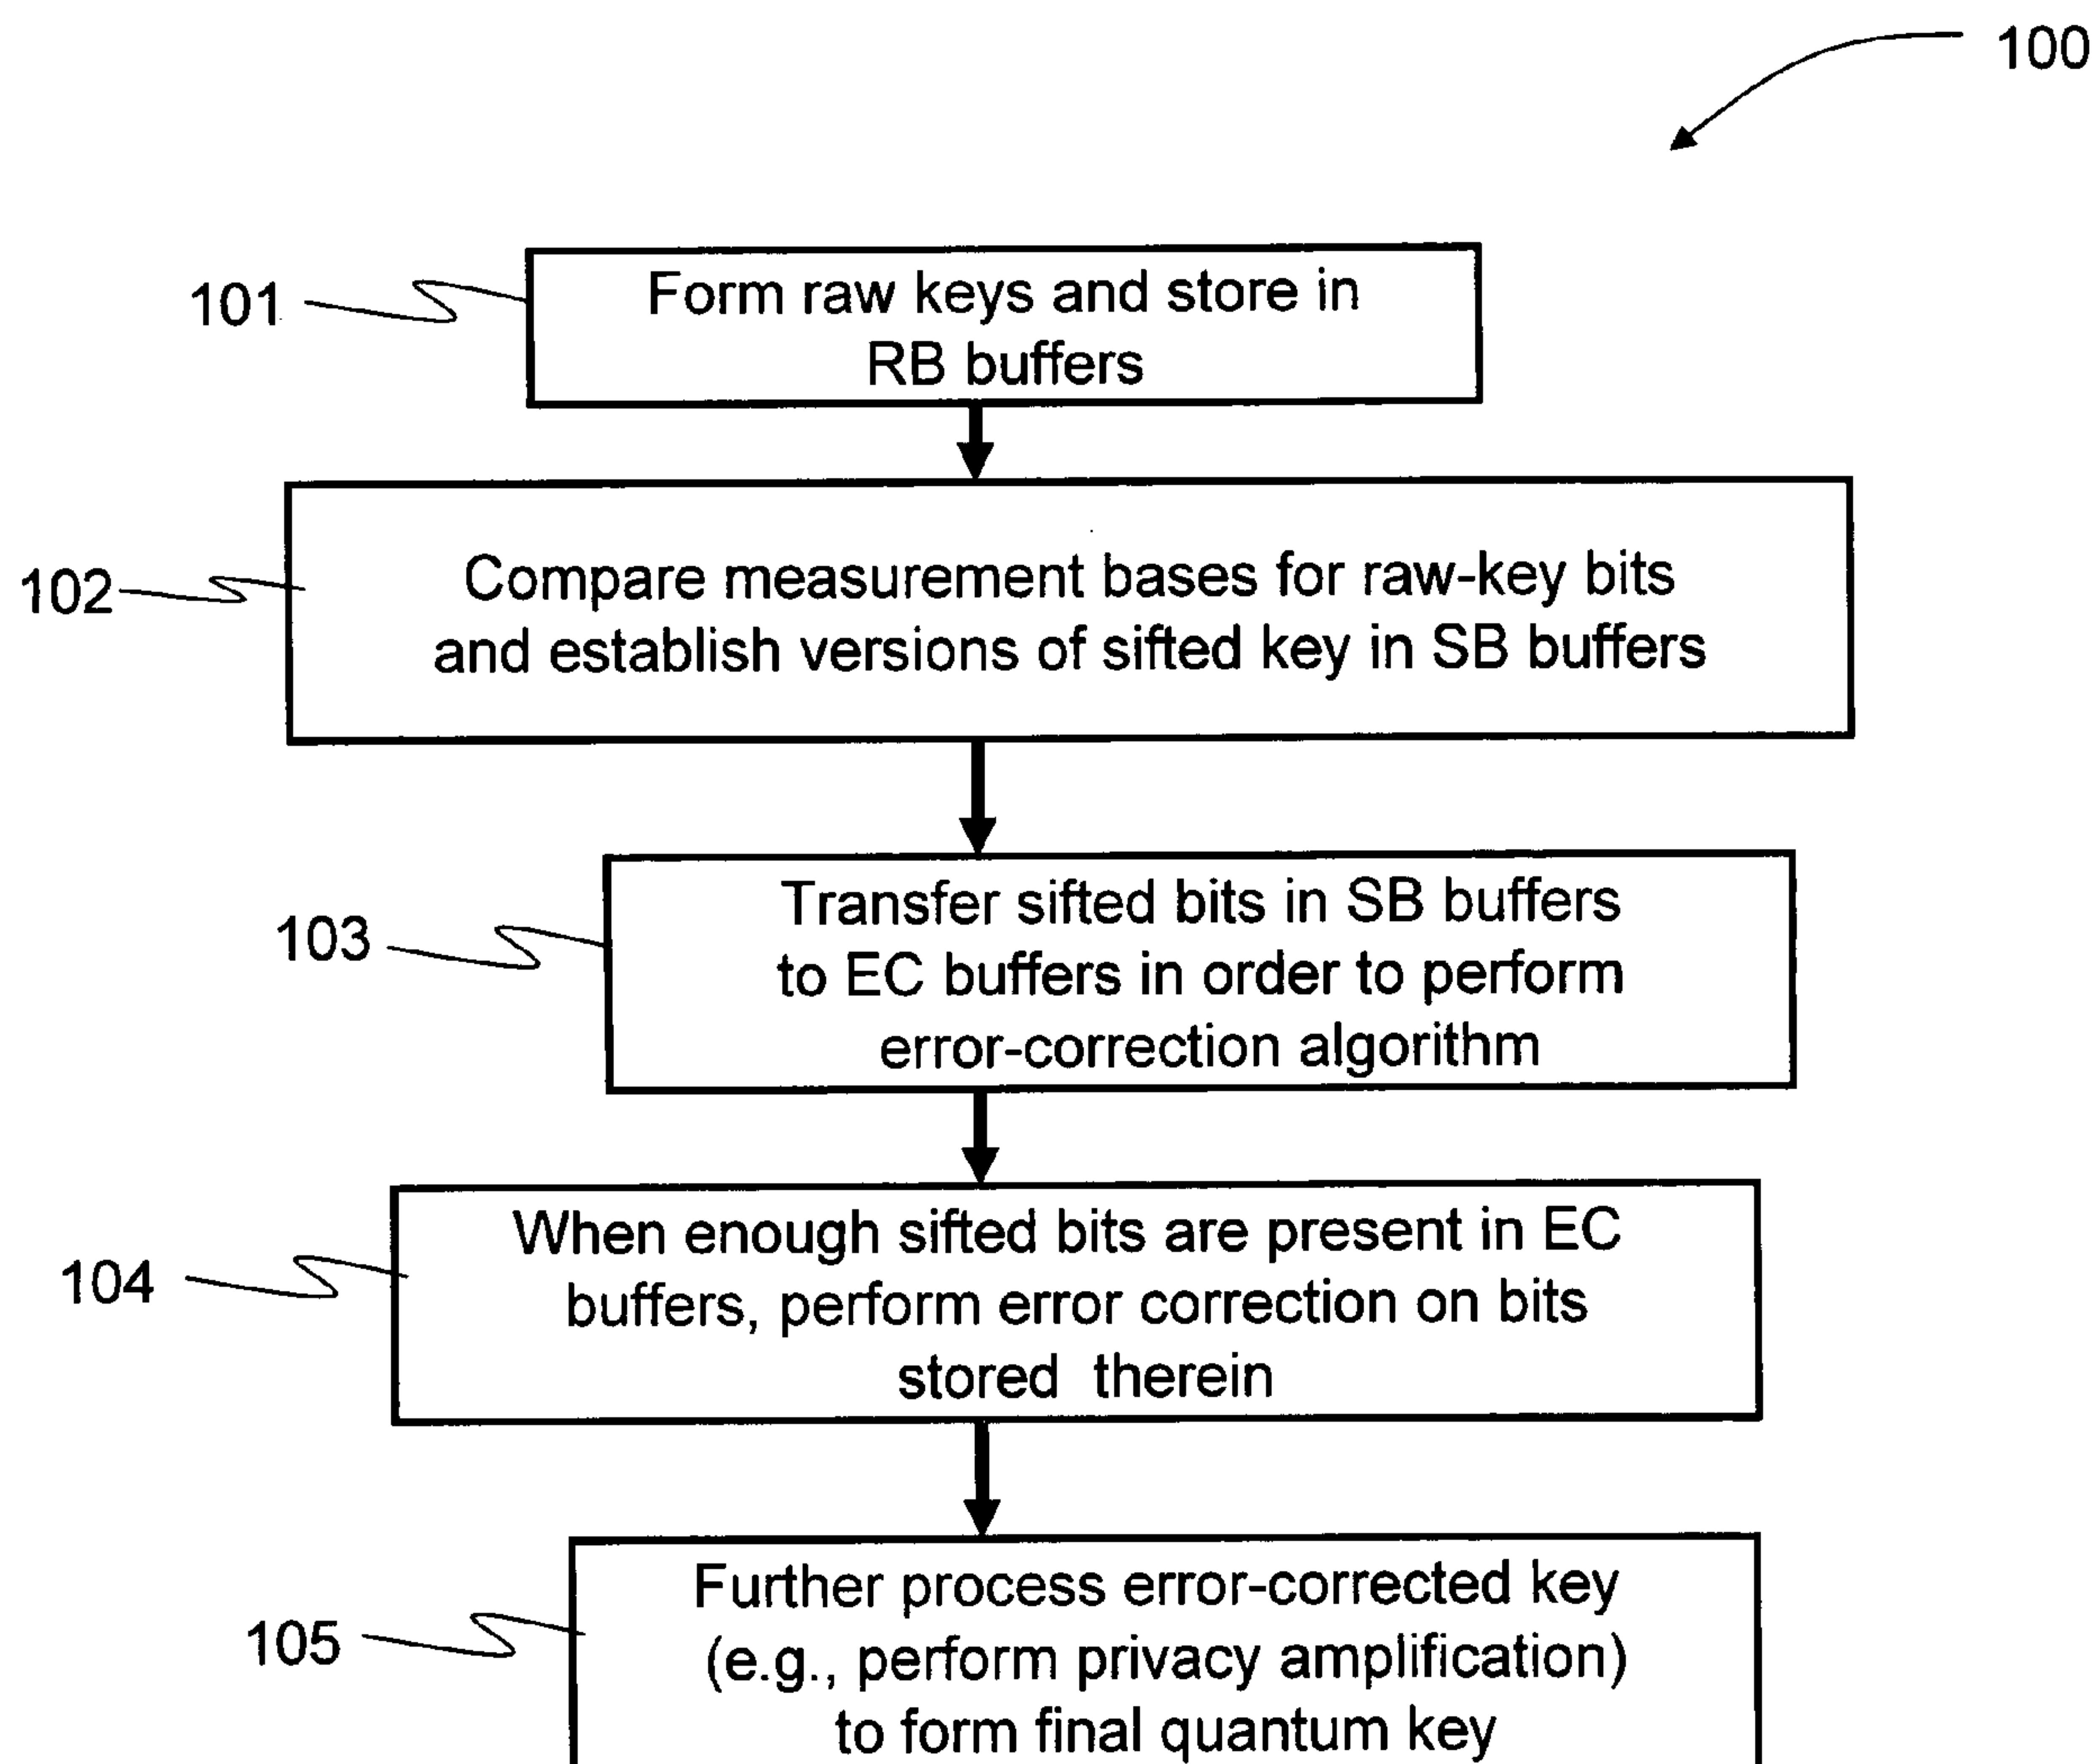 100
101
Form raw keys and store in
RB buffers
102
Compare measurement bases for raw-key bits
and establish versions of sifted key in SB buffers
103
Transfer sifted bits in SB buffers
to EC buffers in order to perform
error-correction algorithm
104
When enough sifted bits are present in EC
buffers, perform error correction on bits
stored therein
105
Further process error-corrected key
(e.g., perform privacy amplification)
to form final quantum key